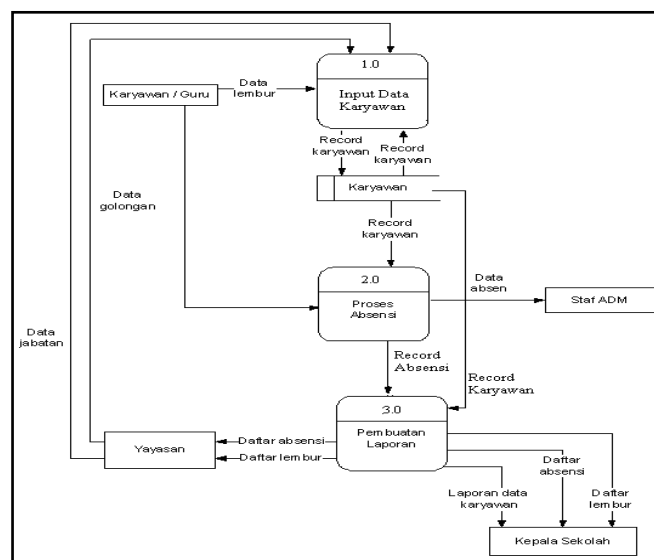 1.0
Input Data
Karyawan
Karyawan / Guru
Data
lembur
Record
karyawan
Record
karyawan
Karyawan
Data
golongan
Record
karyawan
2.0
Proses
Absensi
Data
absen
Staf ADM
Data
jabatan
Record
Absensi
Record
Karyawan
3.0
Pembuatan
Laporan
Yayasan
Daftar absensi
Daftar lembur
Laporan data
karyawan
Daftar
absensi
Daftar
lembur
Kepala Sekolah